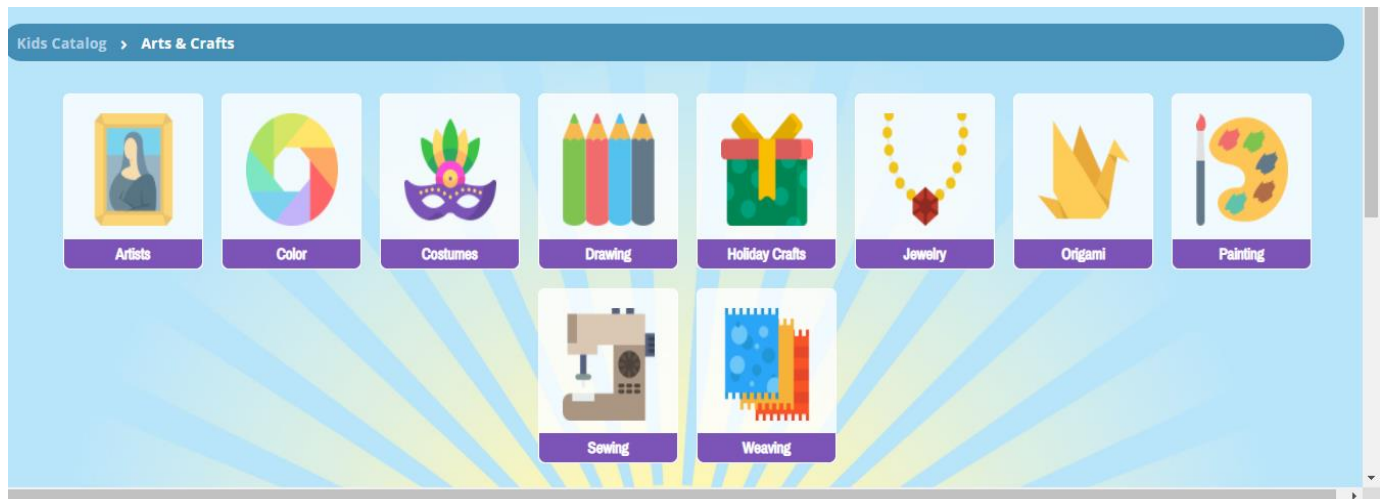 Kids Catalog > Arts & Crafts
Artists Color Costumes Drawing Holiday Crafts Jewelry Origami Painting
Sewing Weaving